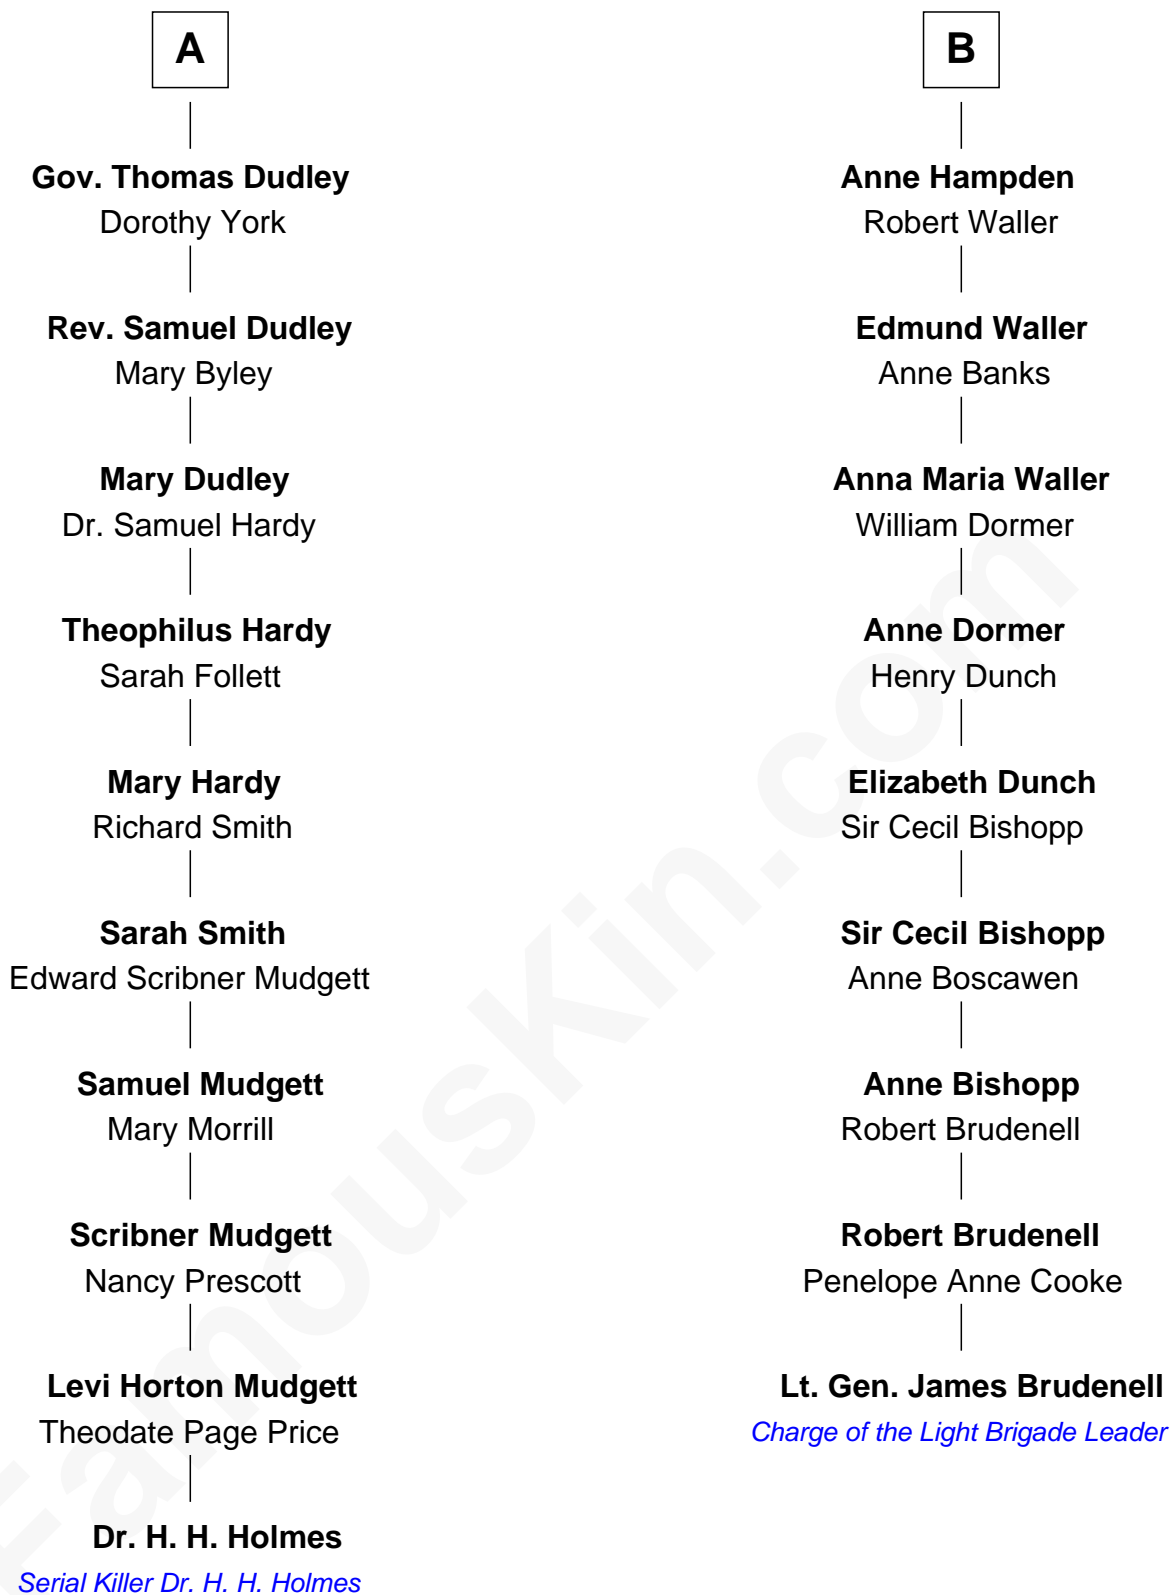 A
Gov. Thomas Dudley
Dorothy York
Rev. Samuel Dudley
Mary Byley
Mary Dudley
Dr. Samuel Hardy
Theophilus Hardy
Sarah Follett
Mary Hardy
Richard Smith
Sarah Smith
Edward Scribner Mudgett
Samuel Mudgett
Mary Morrill
Scribner Mudgett
Nancy Prescott
Levi Horton Mudgett
Theodate Page Price
Dr. H. H. Holmes
Serial Killer Dr. H. H. Holmes
B
Anne Hampden
Robert Waller
Edmund Waller
Anne Banks
Anna Maria Waller
William Dormer
Anne Dormer
Henry Dunch
Elizabeth Dunch
Sir Cecil Bishopp
Sir Cecil Bishopp
Anne Boscawen
Anne Bishopp
Robert Brudenell
Robert Brudenell
Penelope Anne Cooke
Lt. Gen. James Brudenell
Charge of the Light Brigade Leader
FamousKin.com